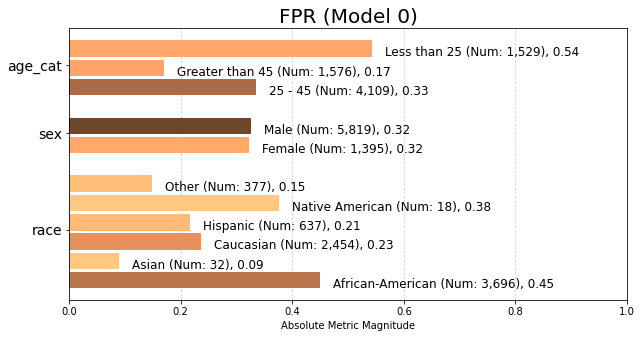 FPR (Model 0)
age_cat
Less than 25 (Num: 1,529), 0.54
Greater than 45 (Num: 1,576), 0.17
25 - 45 (Num: 4,109), 0.33
sex
Male (Num: 5,819), 0.32
Female (Num: 1,395), 0.32
race
Other (Num: 377), 0.15
Native American (Num: 18), 0.38
Hispanic (Num: 637), 0.21
Caucasian (Num: 2,454), 0.23
Asian (Num: 32), 0.09
African-American (Num: 3,696), 0.45
0.0 0.2 0.4 0.6 0.8 1.0
Absolute Metric Magnitude